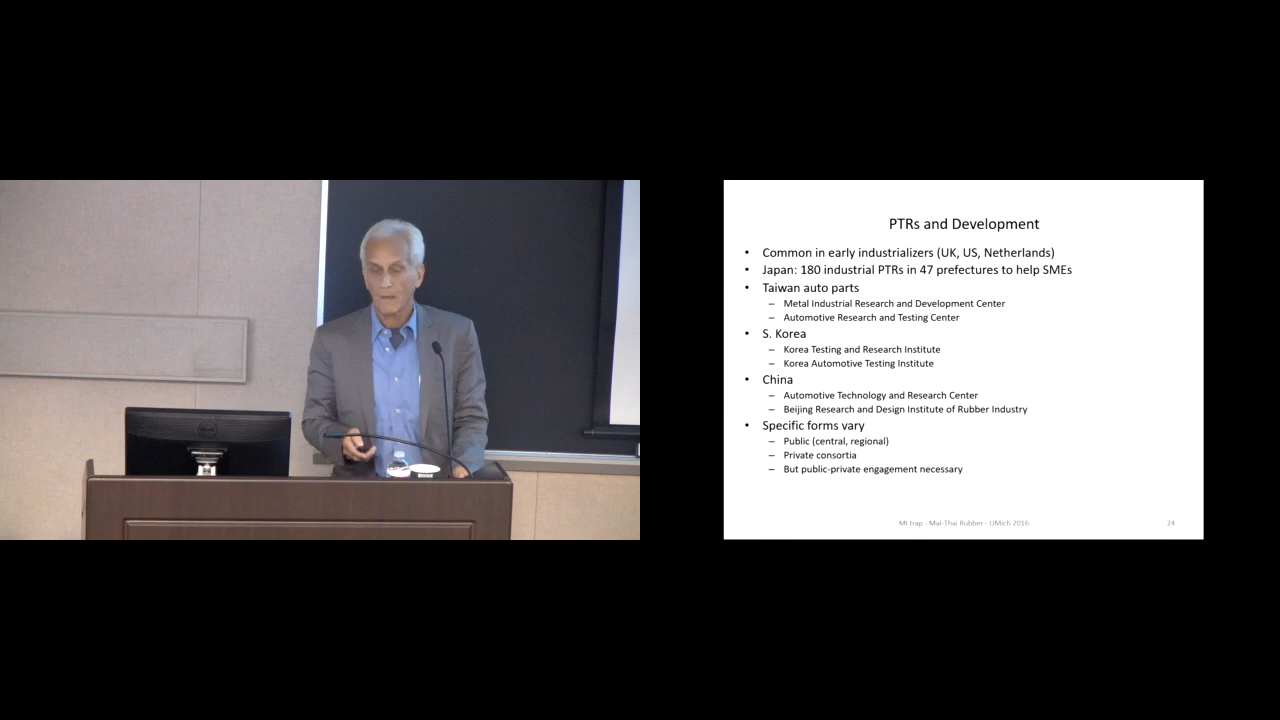 PTRs and Development
• Common in early industrializers (UK, US, Netherlands)
• Japan: 180 industrial PTRs in 47 prefectures to help SMEs
• Taiwan auto parts
– Metal Industrial Research and Development Center
– Automotive Research and Testing Center
• S. Korea
– Korea Testing and Research Institute
– Korea Automotive Testing Institute
• China
– Automotive Technology and Research Center
– Beijing Research and Design Institute of Rubber Industry
• Specific forms vary
– Public (central, regional)
– Private consortia
– But public-private engagement necessary
MI trap - Mal-Thai Rubber - UMich 2016
24